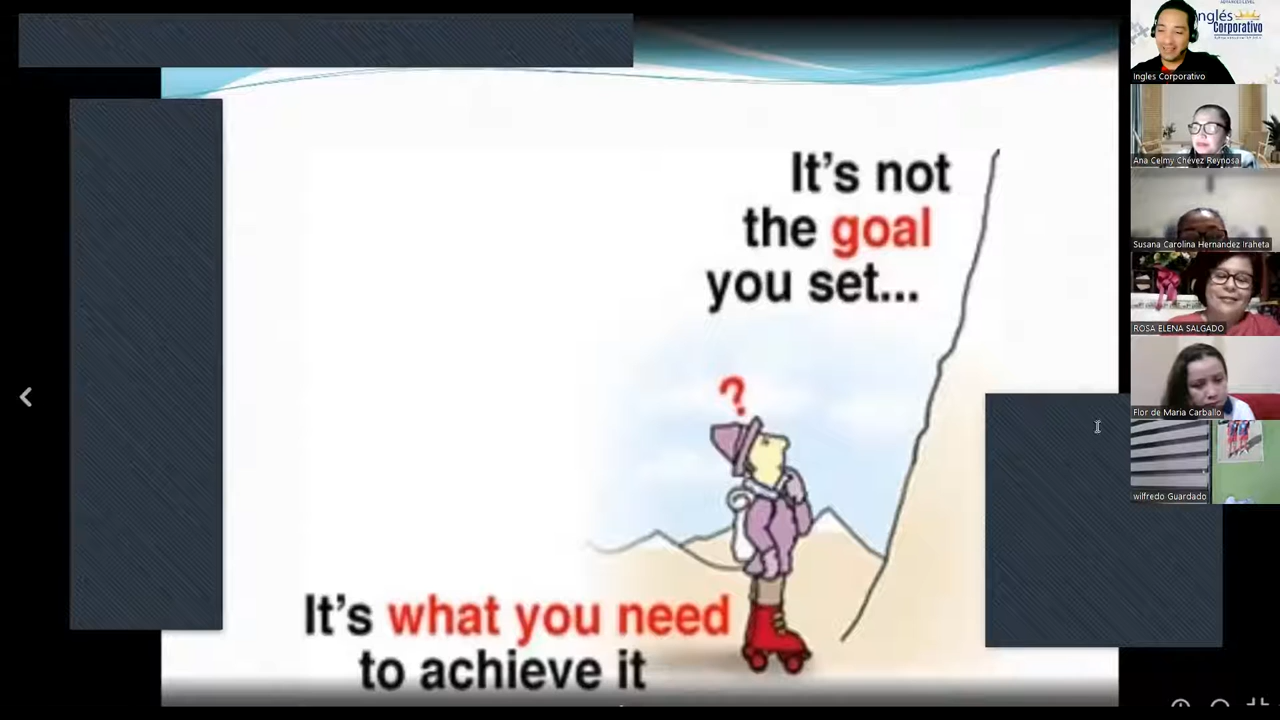 It's not
the goal
you set...
?
It's what you need
to achieve it
Inglés
Corporativo
Ingles Corporativo
Ana Celmy Chévez Reynosa
Susana Carolina Hernandez Iraheta
ROSA ELENA SALGADO
Flor de Maria Carballo
wilfredo Guardado